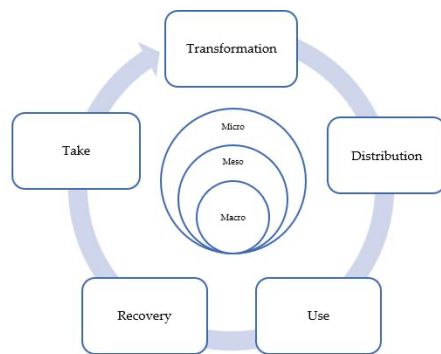 Transformation
Micro
Take
Meso
Distribution
Macro
Recovery
Use